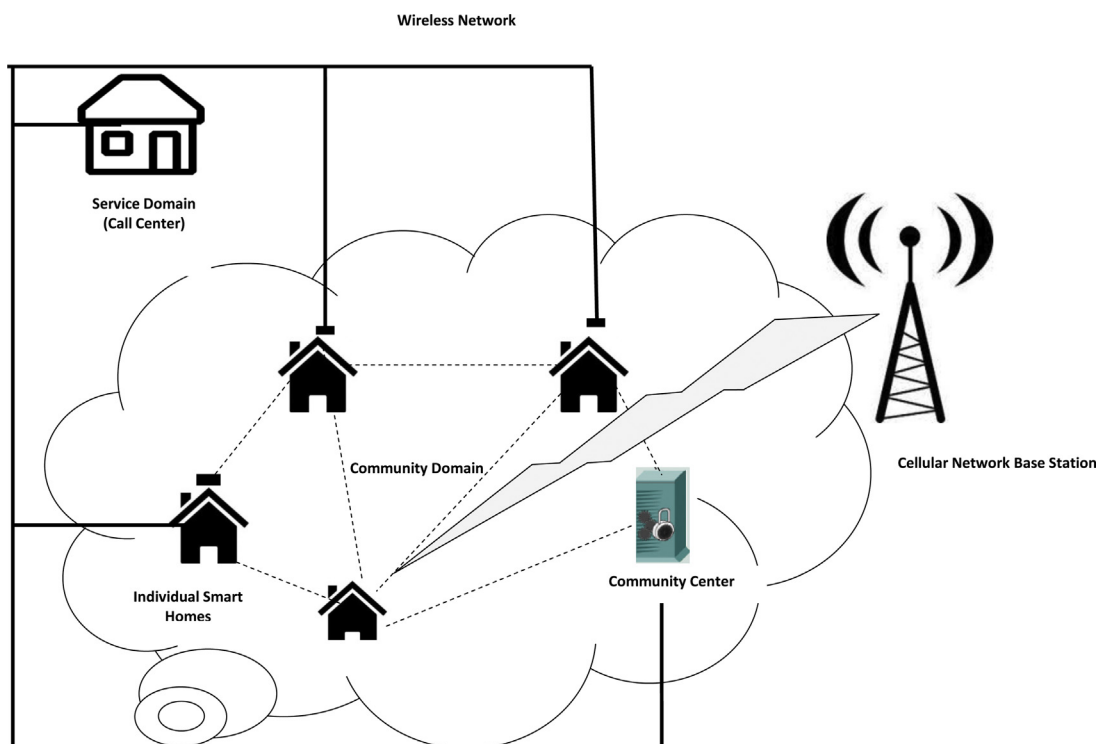 Wireless Network
Service Domain
(Call Center)
Community Domain
Cellular Network Base Station
Community Center
Individual Smart
Homes